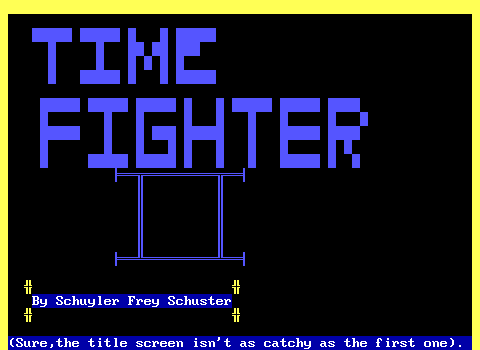 TIME
FIGHTER
II
By Schuyler Frey Schuster
(Sure,the title screen isn't as catchy as the first one).